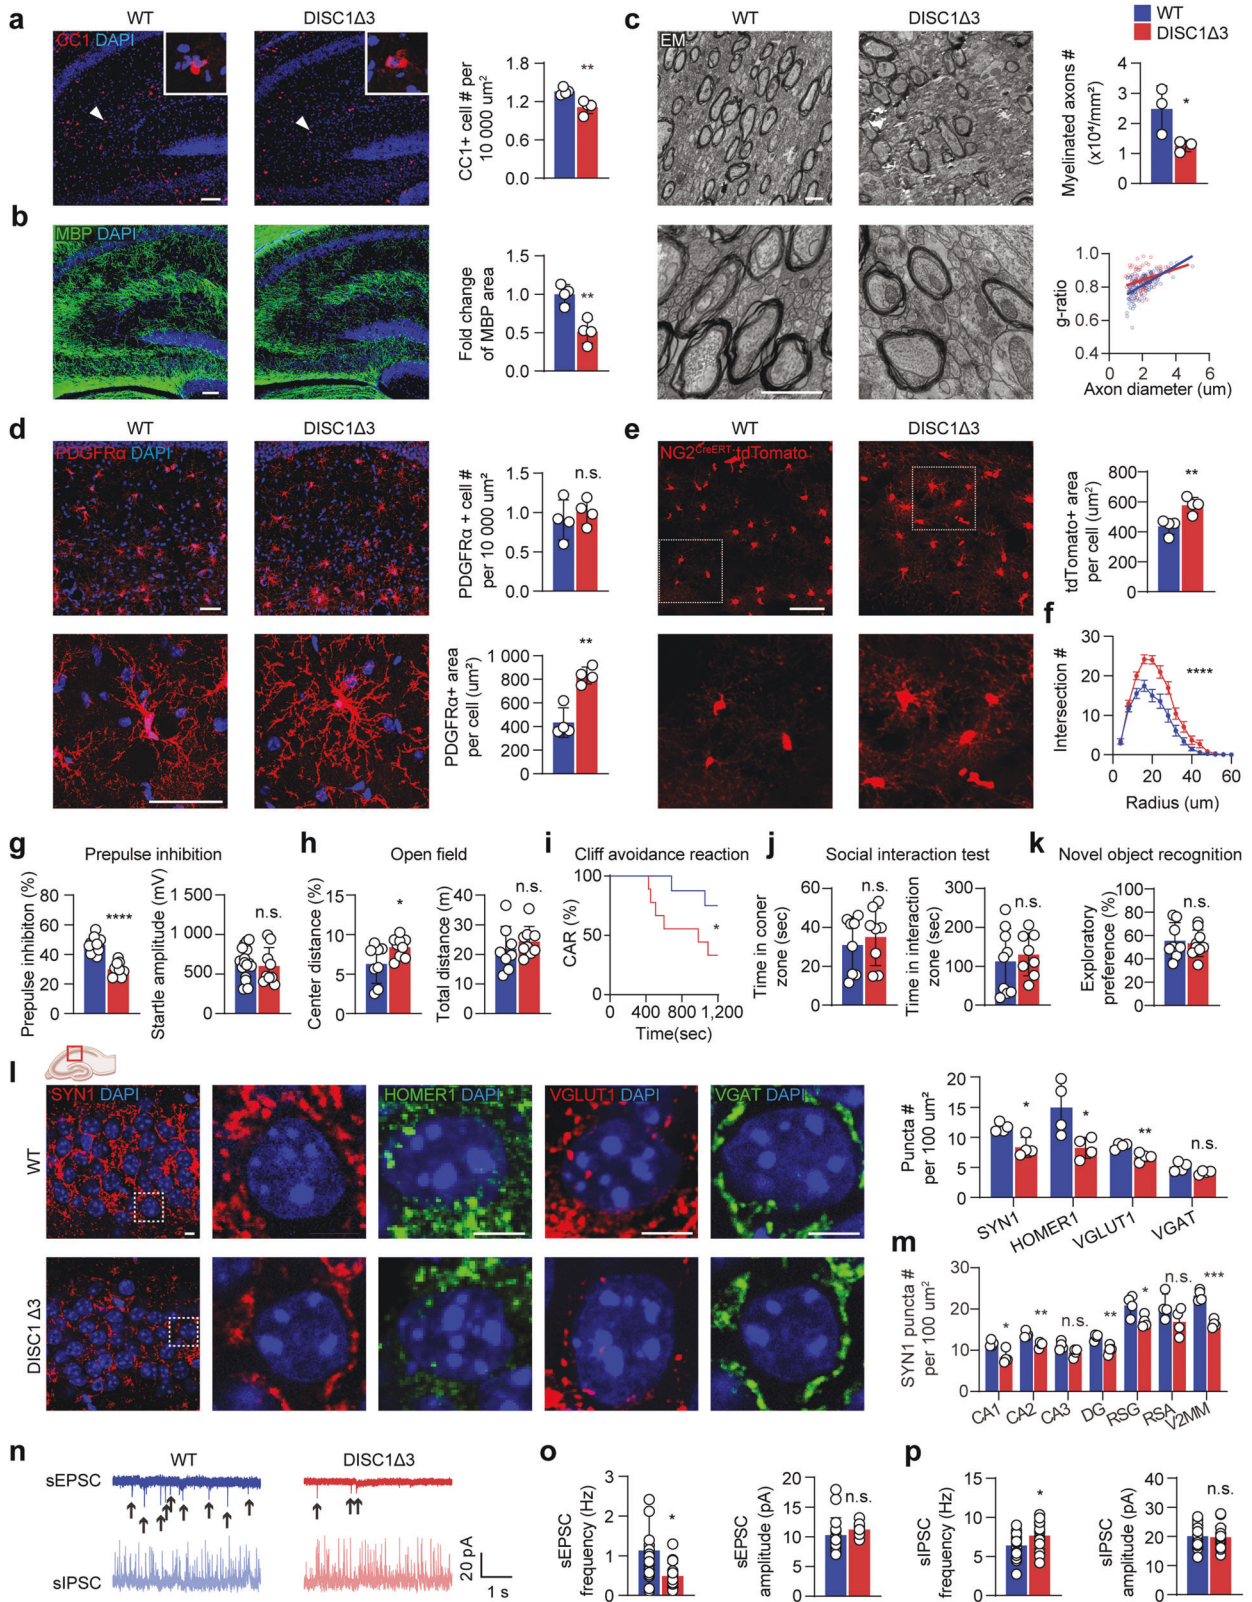 a
WT
DISC1Δ3
CC1 DAPI
CC1+ cell # per
10 000 um²
1.8
1.2
0.6
0.0
**
b
MBP DAPI
Fold change
of MBP area
1.5
1.0
0.5
0.0
**
c
WT
DISC1Δ3
EM
WT
DISC1Δ3
Myelinated axons #
(x10⁴/mm²)
4
3
2
1
0
*
g-ratio
1.0
0.8
0.6
0.4
0 2 4 6
Axon diameter (um)
d
WT
DISC1Δ3
PDGFRα DAPI
PDGFRα + cell #
per 10 000 um²
1.5
1.0
0.5
0.0
n.s.
PDGFRα+ area
per cell (um²)
1 000
800
600
400
200
0
**
e
WT
DISC1Δ3
NG2CreERT tdTomato
tdTomato+ area
per cell (um²)
800
600
400
200
0
**
f
Intersection #
30
20
10
0
****
0 20 40 60
Radius (um)
g
Prepulse inhibition
Prepulse inhibiton (%)
80
60
40
20
0
****
Startle amplitude (mV)
1 500
1 000
500
0
n.s.
h
Open field
Center distance (%)
15
10
5
0
*
Total distance (m)
40
30
20
10
0
n.s.
i
Cliff avoidance reaction
CAR (%)
100
50
0
*
0 400 800 1,200
Time(sec)
j
Social interaction test
Time in coner
zone (sec)
60
40
20
0
n.s.
Time in interaction
zone (sec)
300
200
100
0
n.s.
k
Novel object recognition
Exploratory
preference (%)
100
80
60
40
20
0
n.s.
l
SYN1 DAPI
HOMER1 DAPI
VGLUT1 DAPI
VGAT DAPI
WT
DISC1 Δ3
Puncta #
per 100 um²
20
15
10
5
0
*
*
**
n.s.
SYN1
HOMER1
VGLUT1
VGAT
m
SYN1 puncta #
per 100 um²
30
20
10
0
*
**
n.s.
**
*
n.s.
***
CA1
CA2
CA3
DG
RSG
RSA
V2MM
n
WT
DISC1Δ3
sEPSC
sIPSC
20 pA
1 s
o
sEPSC
frequency (Hz)
3
2
1
0
*
sEPSC
amplitude (pA)
20
15
10
5
0
n.s.
p
sIPSC
frequency (Hz)
15
10
5
0
*
sIPSC
amplitude (pA)
40
30
20
10
0
n.s.